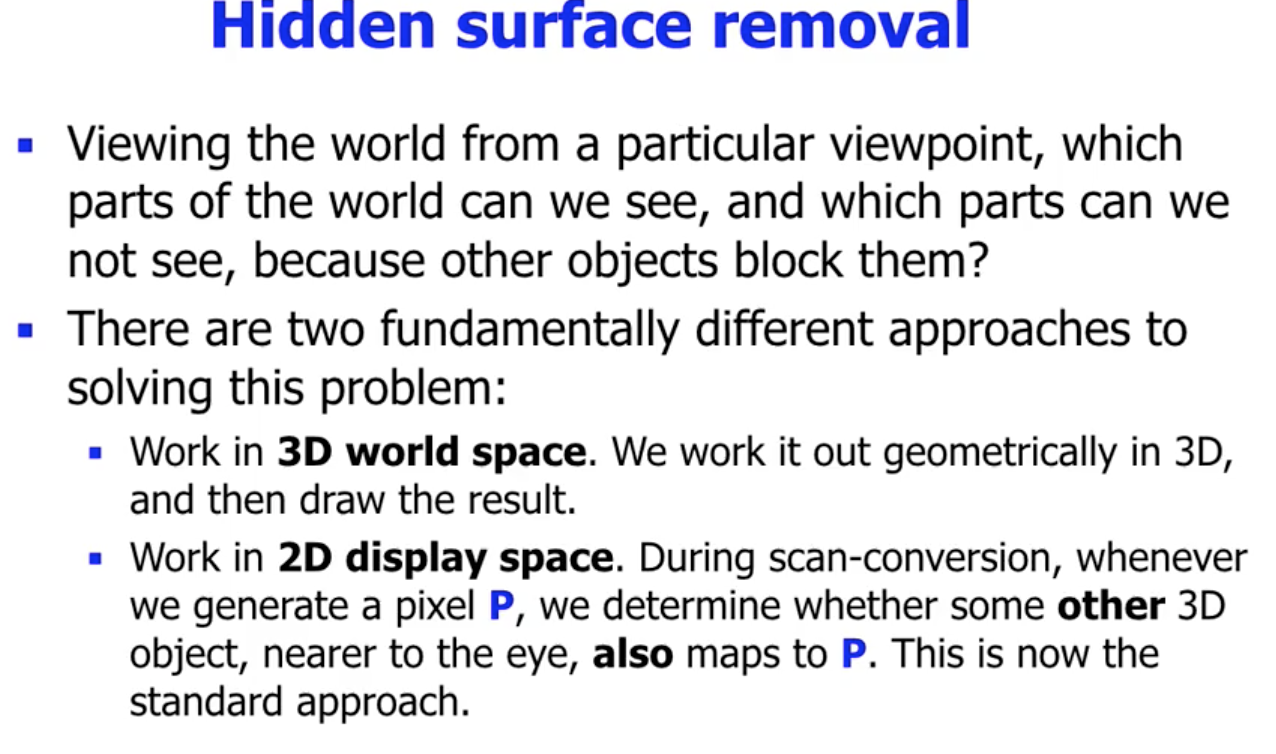 Hidden surface removal
Viewing the world from a particular viewpoint, which
parts of the world can we see, and which parts can we
not see, because other objects block them?
There are two fundamentally different approaches to
solving this problem:
Work in 3D world space. We work it out geometrically in 3D,
and then draw the result.
Work in 2D display space. During scan-conversion, whenever
we generate a pixel P, we determine whether some other 3D
object, nearer to the eye, also maps to P. This is now the
standard approach.